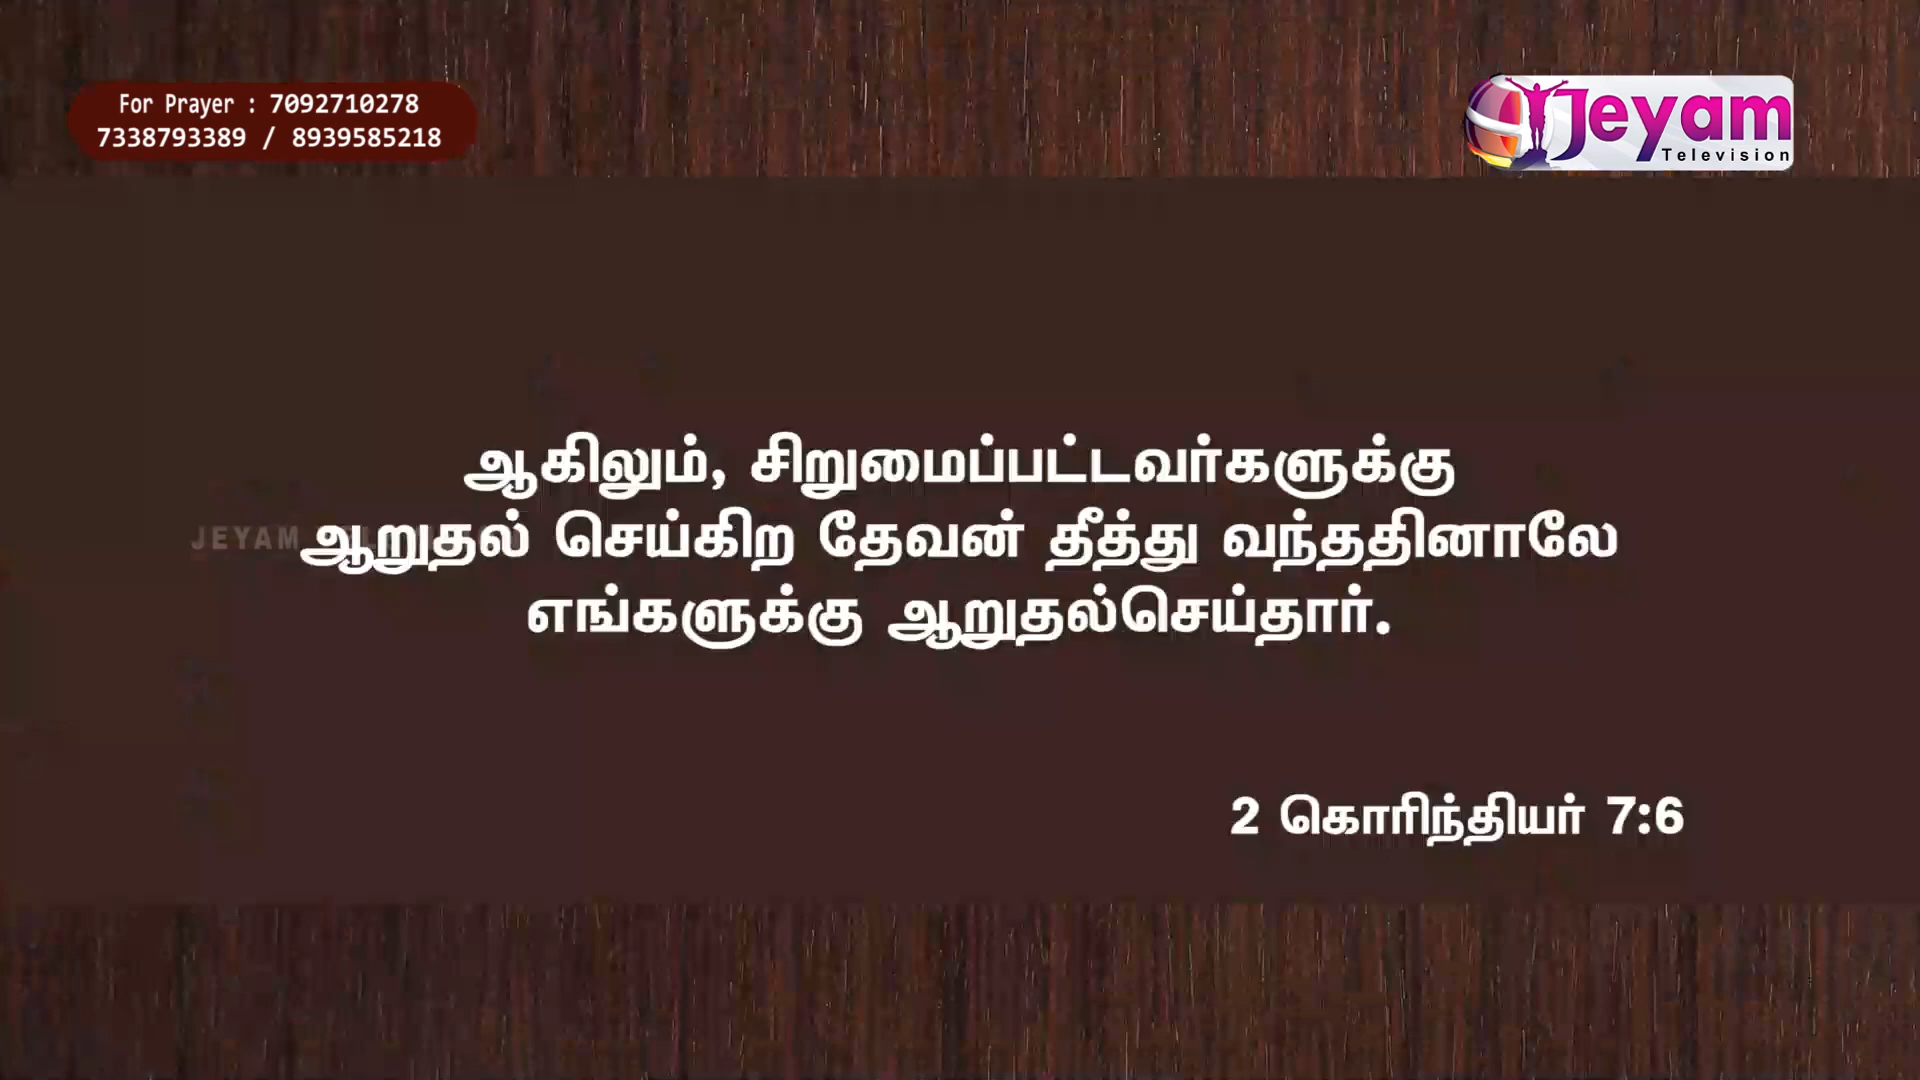 For Prayer : 7092710278
7338793389 / 8939585218
Jeyam
Television
ஆகிலும், சிறுமைப்பட்டவர்களுக்கு
JEYAM
ஆறுதல் செய்கிற தேவன் தீத்து வந்ததினாலே
எங்களுக்கு ஆறுதல்செய்தார்.
2 கொரிந்தியர் 7:6